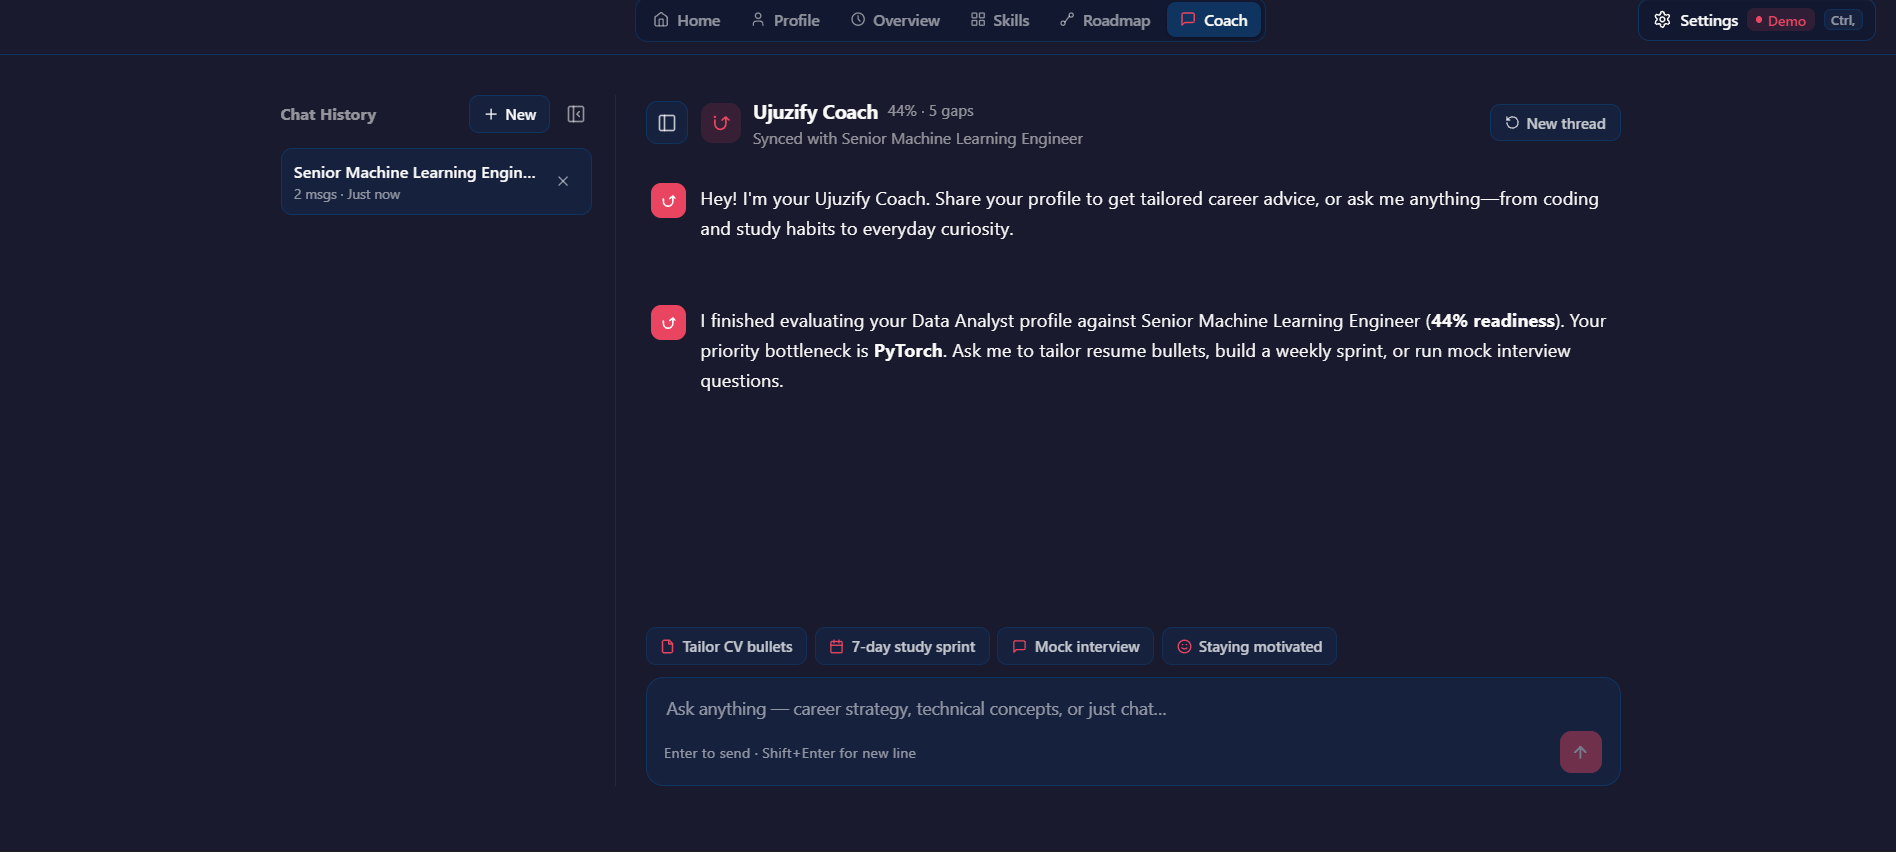 Home Profile Overview Skills Roadmap Coach
Settings Demo Ctrl,
Chat History
New
Senior Machine Learning Engin...
2 msgs · Just now
Ujuzify Coach 44% · 5 gaps
Synced with Senior Machine Learning Engineer
New thread
Hey! I'm your Ujuzify Coach. Share your profile to get tailored career advice, or ask me anything—from coding
and study habits to everyday curiosity.
I finished evaluating your Data Analyst profile against Senior Machine Learning Engineer (44% readiness). Your
priority bottleneck is PyTorch. Ask me to tailor resume bullets, build a weekly sprint, or run mock interview
questions.
Tailor CV bullets 7-day study sprint Mock interview Staying motivated
Ask anything — career strategy, technical concepts, or just chat...
Enter to send · Shift+Enter for new line